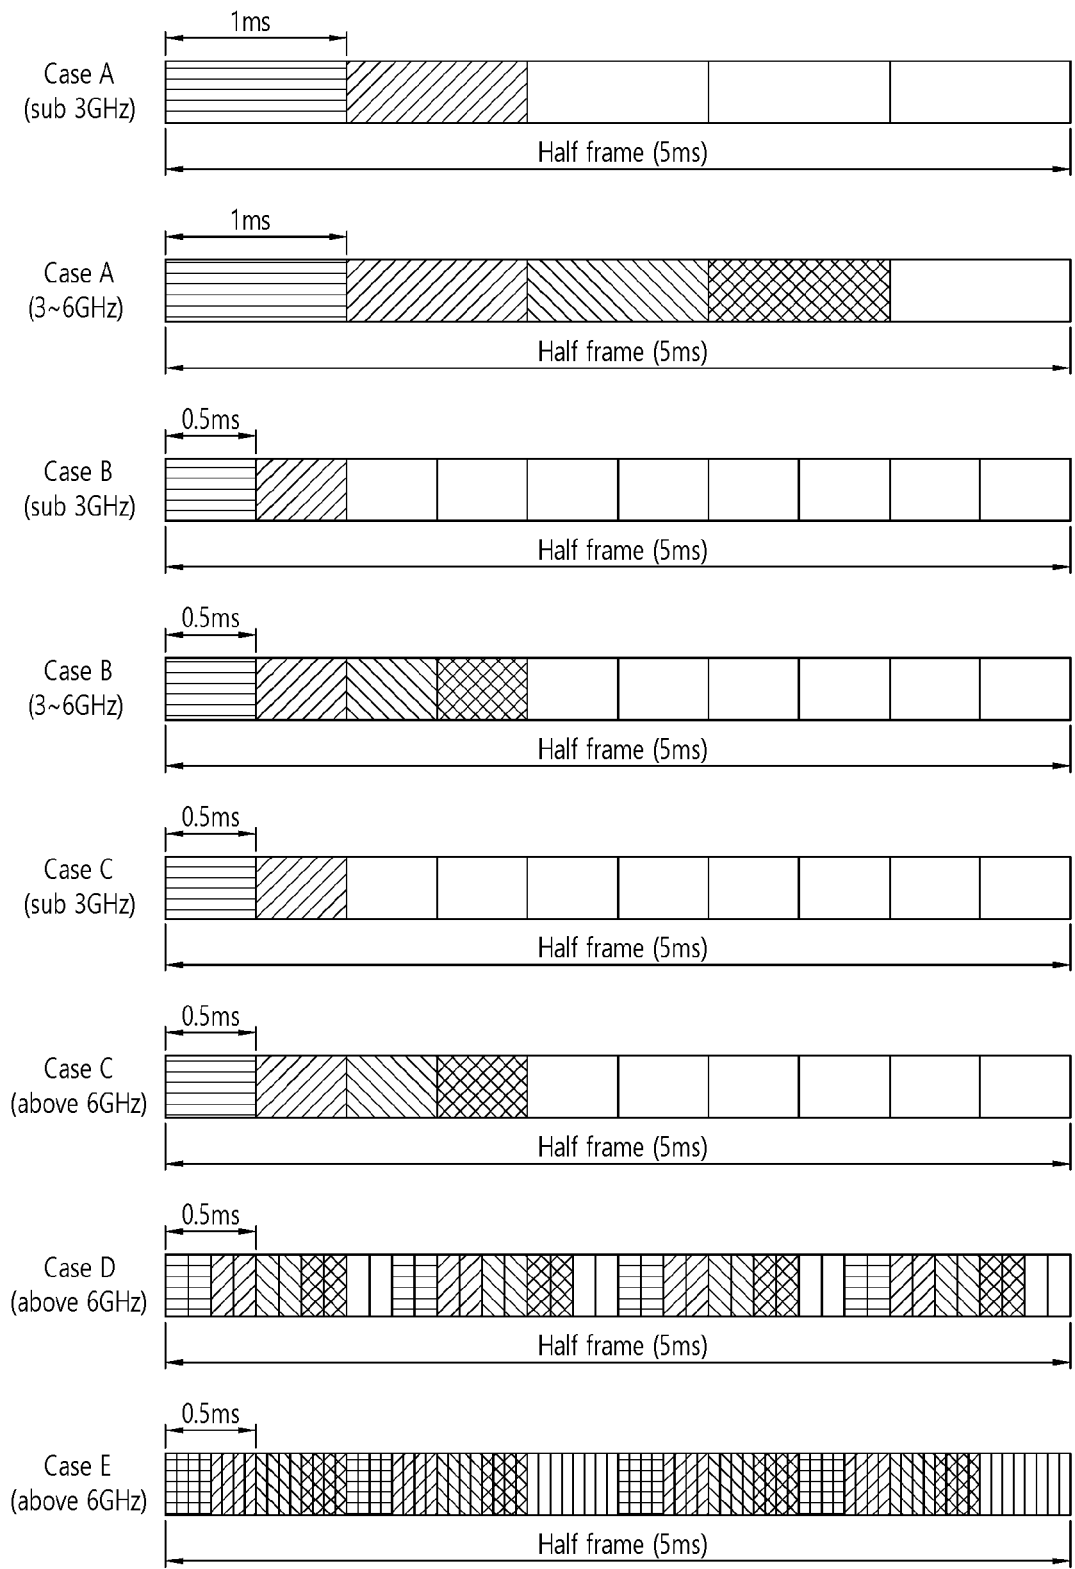 1ms
Case A
(sub 3GHz)
Half frame (5ms)
1ms
Case A
(3~6GHz)
Half frame (5ms)
0.5ms
Case B
(sub 3GHz)
Half frame (5ms)
0.5ms
Case B
(3~6GHz)
Half frame (5ms)
0.5ms
Case C
(sub 3GHz)
Half frame (5ms)
0.5ms
Case C
(above 6GHz)
Half frame (5ms)
0.5ms
Case D
(above 6GHz)
Half frame (5ms)
0.5ms
Case E
(above 6GHz)
Half frame (5ms)